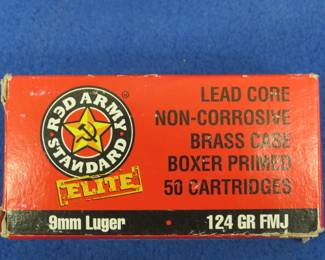 RED ARMY
STANDARD
ELITE
LEAD CORE
NON-CORROSIVE
BRASS CASE
BOXER PRIMED
50 CARTRIDGES
9mm Luger
124 GR FMJ